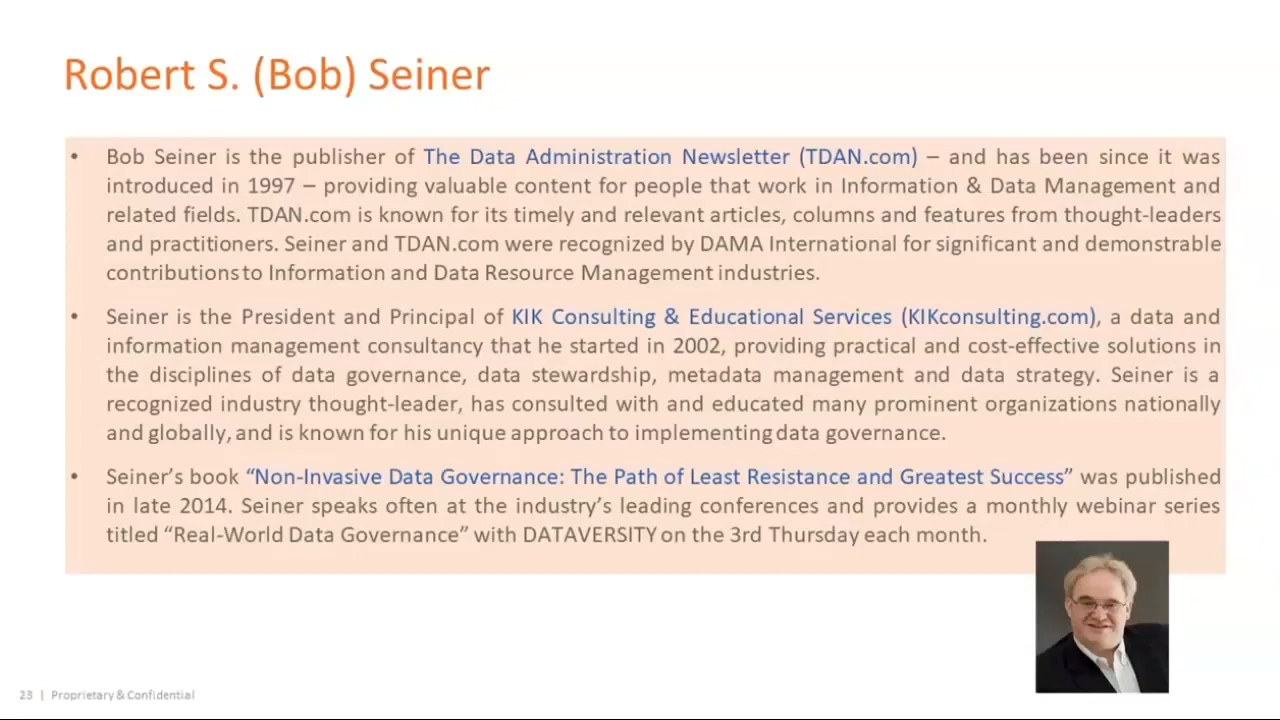 Robert S. (Bob) Seiner
• Bob Seiner is the publisher of The Data Administration Newsletter (TDAN.com) – and has been since it was
introduced in 1997 – providing valuable content for people that work in Information & Data Management and
related fields. TDAN.com is known for its timely and relevant articles, columns and features from thought-leaders
and practitioners. Seiner and TDAN.com were recognized by DAMA International for significant and demonstrable
contributions to Information and Data Resource Management industries.
• Seiner is the President and Principal of KIK Consulting & Educational Services (KIKconsulting.com), a data and
information management consultancy that he started in 2002, providing practical and cost-effective solutions in
the disciplines of data governance, data stewardship, metadata management and data strategy. Seiner is a
recognized industry thought-leader, has consulted with and educated many prominent organizations nationally
and globally, and is known for his unique approach to implementing data governance.
• Seiner’s book “Non-Invasive Data Governance: The Path of Least Resistance and Greatest Success” was published
in late 2014. Seiner speaks often at the industry’s leading conferences and provides a monthly webinar series
titled “Real-World Data Governance” with DATAVERSITY on the 3rd Thursday each month.
23 | Proprietary & Confidential